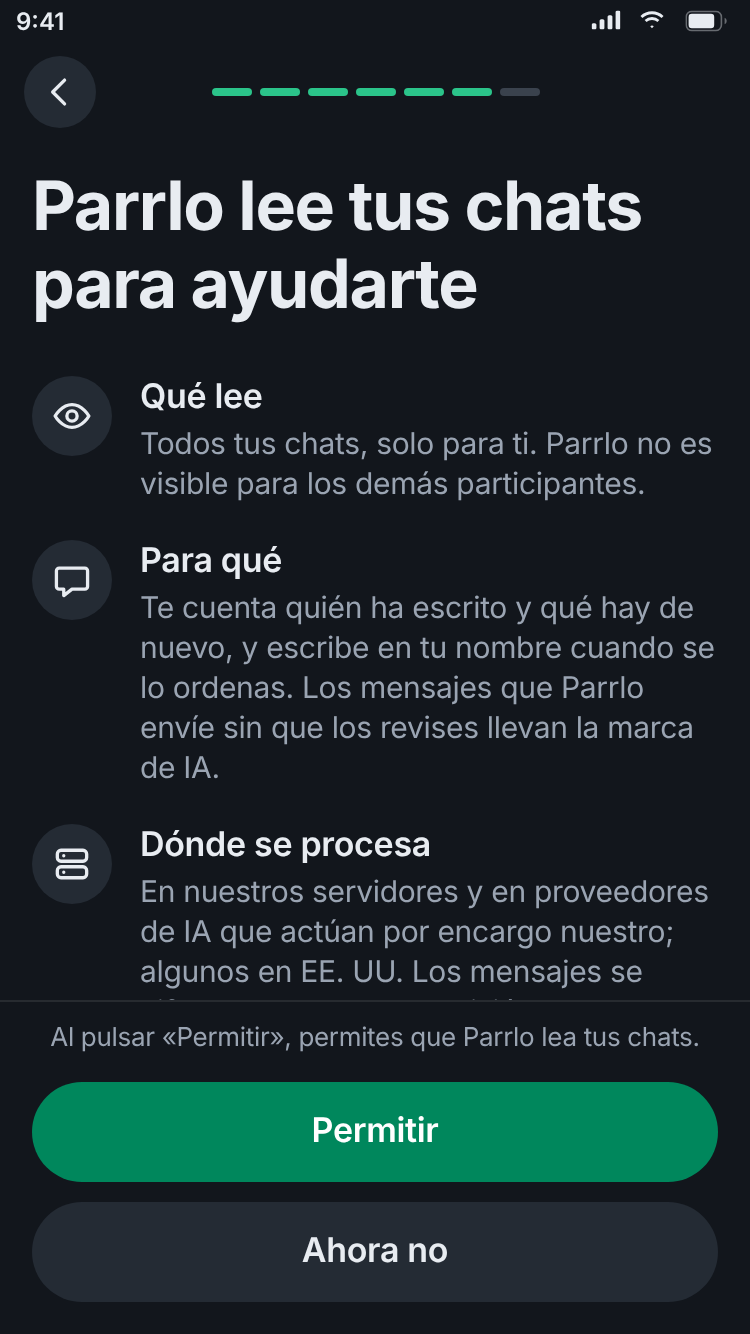 9:41
Parrlo lee tus chats
para ayudarte
Qué lee
Todos tus chats, solo para ti. Parrlo no es
visible para los demás participantes.
Para qué
Te cuenta quién ha escrito y qué hay de
nuevo, y escribe en tu nombre cuando se
lo ordenas. Los mensajes que Parrlo
envíe sin que los revises llevan la marca
de IA.
Dónde se procesa
En nuestros servidores y en proveedores
de IA que actúan por encargo nuestro;
algunos en EE. UU. Los mensajes se
Al pulsar «Permitir», permites que Parrlo lea tus chats.
Permitir
Ahora no